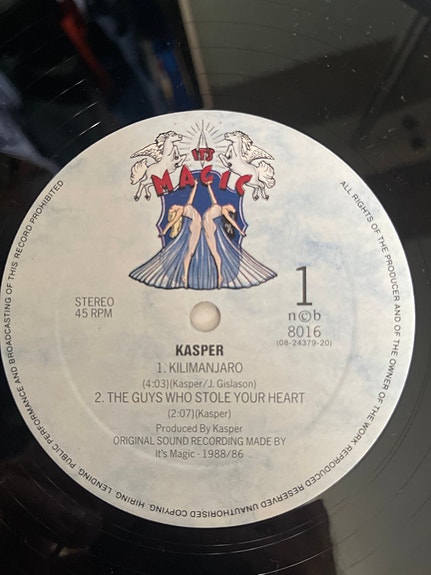 IT'S
MAGIC
STEREO
45 RPM
1
n©b
8016
(08-24379-20)
KASPER
1. KILIMANJARO
(4:03)(Kasper/J. Gislason)
2. THE GUYS WHO STOLE YOUR HEART
(2:07)(Kasper)
Produced By Kasper
ORIGINAL SOUND RECORDING MADE BY
It's Magic - 1988/86
ALL RIGHTS OF THE PRODUCER AND OF THE OWNER OF THE WORK REPRODUCED RESERVED UNAUTHORISED COPYING, HIRING, LENDING, PUBLIC PERFORMANCE AND BROADCASTING OF THIS RECORD PROHIBITED